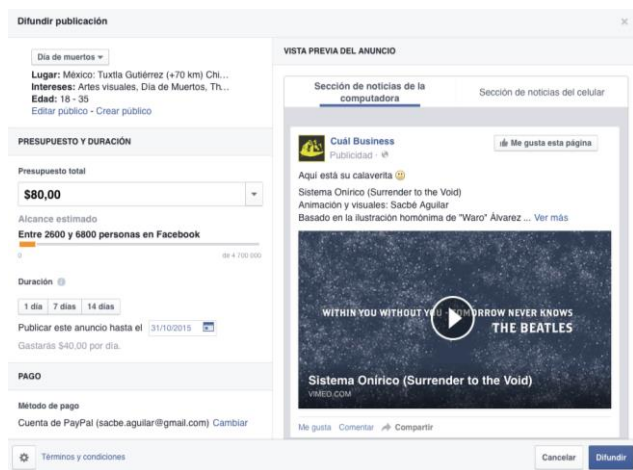 Difundir publicación
Día de muertos
Lugar: México: Tuxtla Gutiérrez (+70 km) Chi...
Intereses: Artes visuales, Día de Muertos, Th...
Edad: 18 - 35
Editar público - Crear público
PRESUPUESTO Y DURACIÓN
Presupuesto total
$80,00
Alcance estimado
Entre 2600 y 6800 personas en Facebook
0
de 4 700 000
Duración
1 día 7 días 14 días
Publicar este anuncio hasta el 31/10/2015
Gastarás $40,00 por día.
PAGO
Método de pago
Cuenta de PayPal (sacbe.aguilar@gmail.com) Cambiar
Términos y condiciones
VISTA PREVIA DEL ANUNCIO
Sección de noticias de la
computadora
Sección de noticias del celular
Cuál Business
Publicidad ·
Me gusta esta página
Aquí está su calaverita
Sistema Onírico (Surrender to the Void)
Animación y visuales: Sacbé Aguilar
Basado en la ilustración homónima de "Waro" Álvarez ... Ver más
WITHIN YOU WITHOUT YOU - TOMORROW NEVER KNOWS
THE BEATLES
Sistema Onírico (Surrender to the Void)
VIMEO.COM
Me gusta Comentar Compartir
Cancelar
Difundir